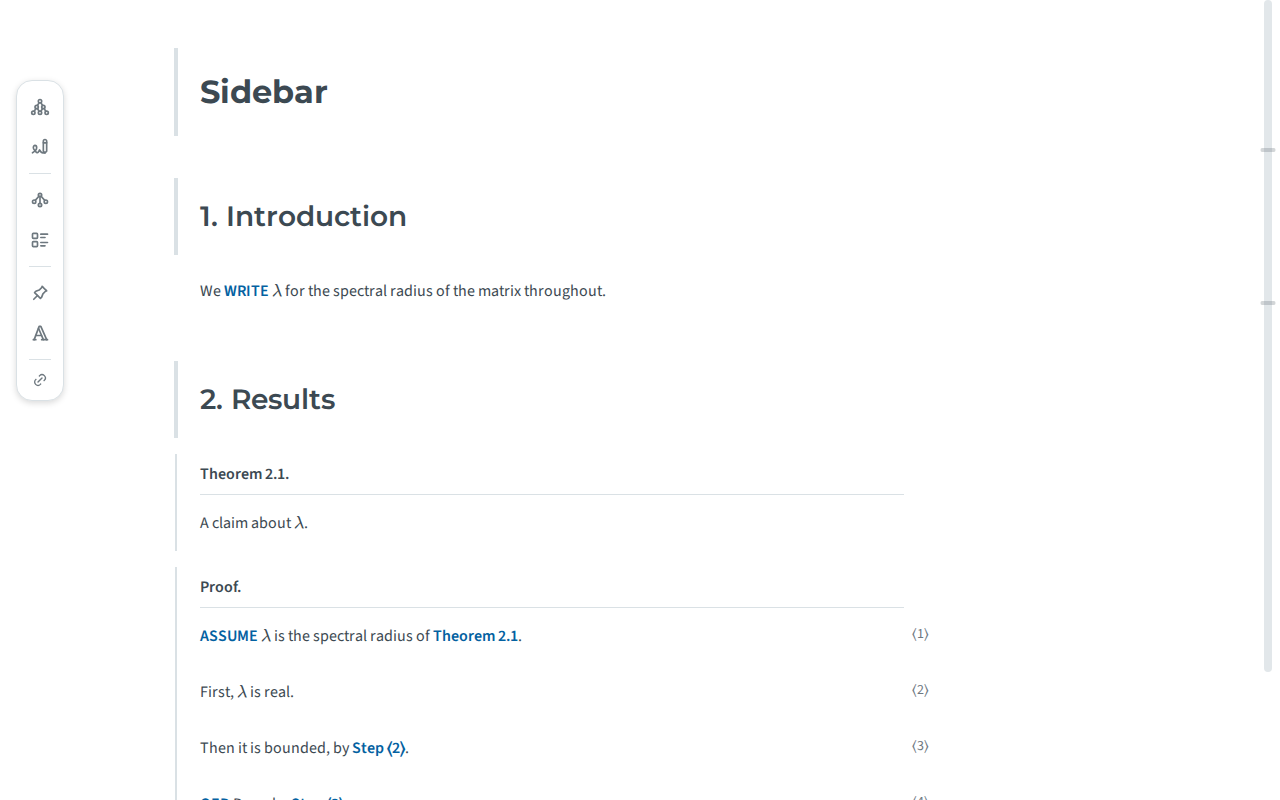 Sidebar
1. Introduction
We WRITE λ for the spectral radius of the matrix throughout.
2. Results
Theorem 2.1.
A claim about λ.
Proof.
ASSUME λ is the spectral radius of Theorem 2.1. ⟨1⟩
First, λ is real. ⟨2⟩
Then it is bounded, by Step ⟨2⟩. ⟨3⟩